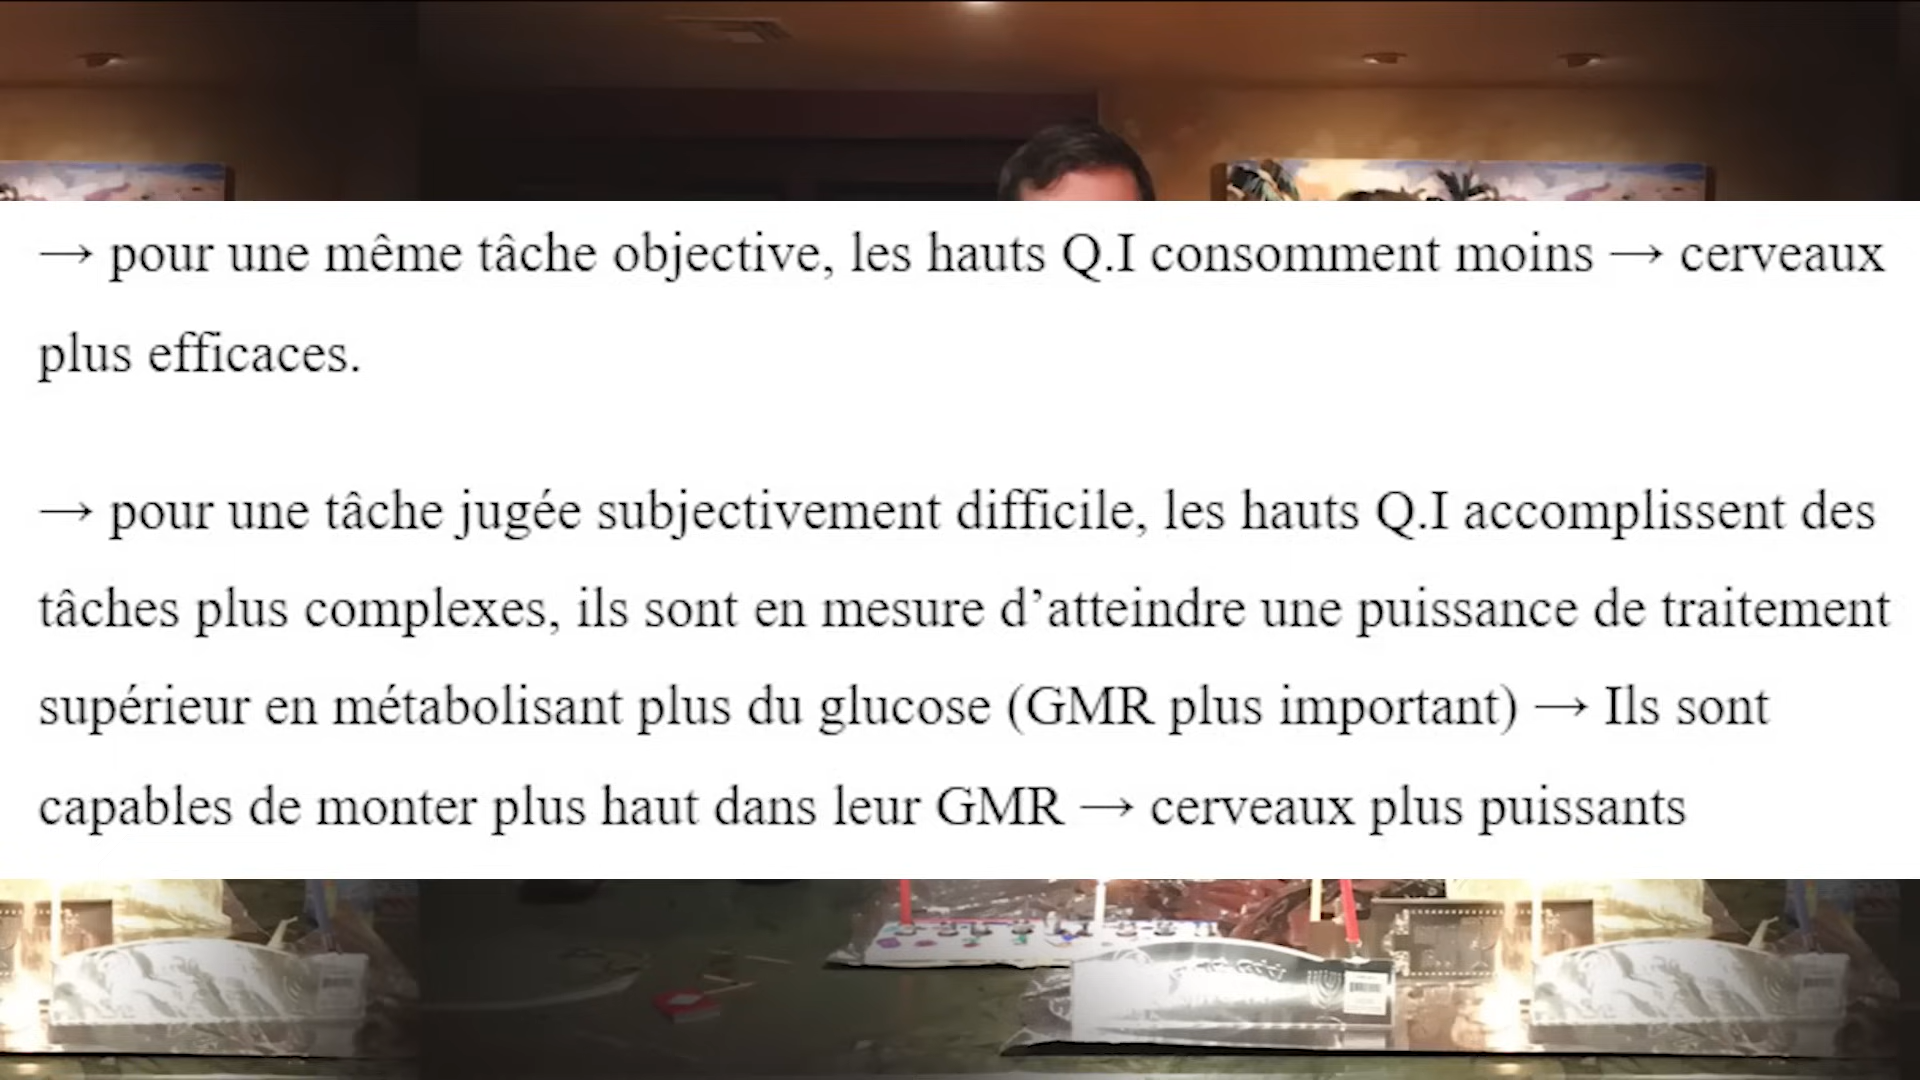 → pour une même tâche objective, les hauts Q.I consomment moins → cerveaux
plus efficaces.
→ pour une tâche jugée subjectivement difficile, les hauts Q.I accomplissent des
tâches plus complexes, ils sont en mesure d’atteindre une puissance de traitement
supérieur en métabolisant plus du glucose (GMR plus important) → Ils sont
capables de monter plus haut dans leur GMR → cerveaux plus puissants